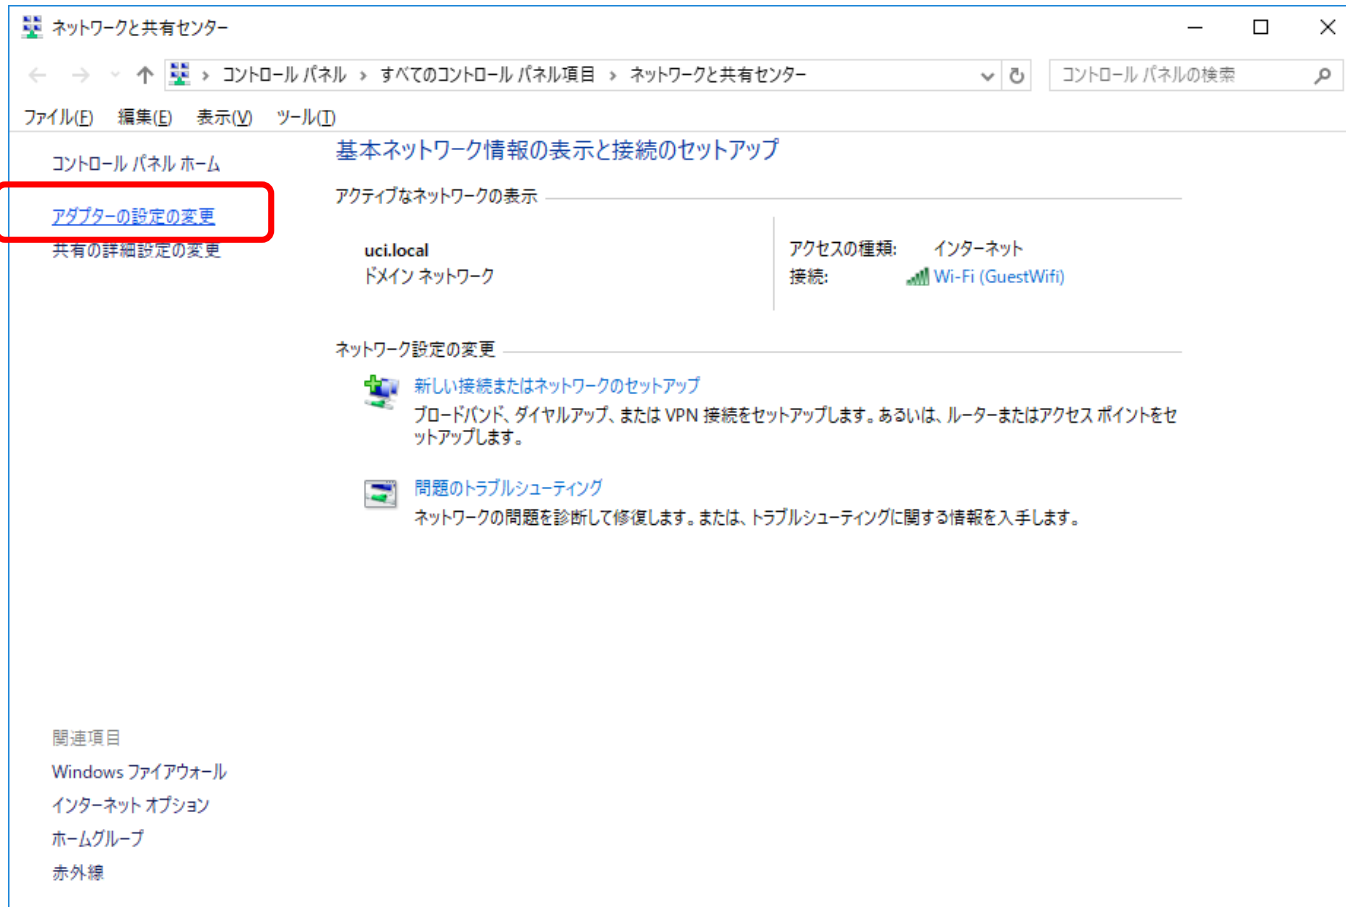 ネットワークと共有センター
コントロール パネル › すべてのコントロール パネル項目 › ネットワークと共有センター
コントロール パネルの検索
ファイル(F) 編集(E) 表示(V) ツール(T)
コントロール パネル ホーム
アダプターの設定の変更
共有の詳細設定の変更
基本ネットワーク情報の表示と接続のセットアップ
アクティブなネットワークの表示
uci.local
ドメイン ネットワーク
アクセスの種類: インターネット
接続: Wi-Fi (GuestWifi)
ネットワーク設定の変更
新しい接続またはネットワークのセットアップ
ブロードバンド、ダイヤルアップ、または VPN 接続をセットアップします。あるいは、ルーターまたはアクセス ポイントをセ
ットアップします。
問題のトラブルシューティング
ネットワークの問題を診断して修復します。または、トラブルシューティングに関する情報を入手します。
関連項目
Windows ファイアウォール
インターネット オプション
ホームグループ
赤外線